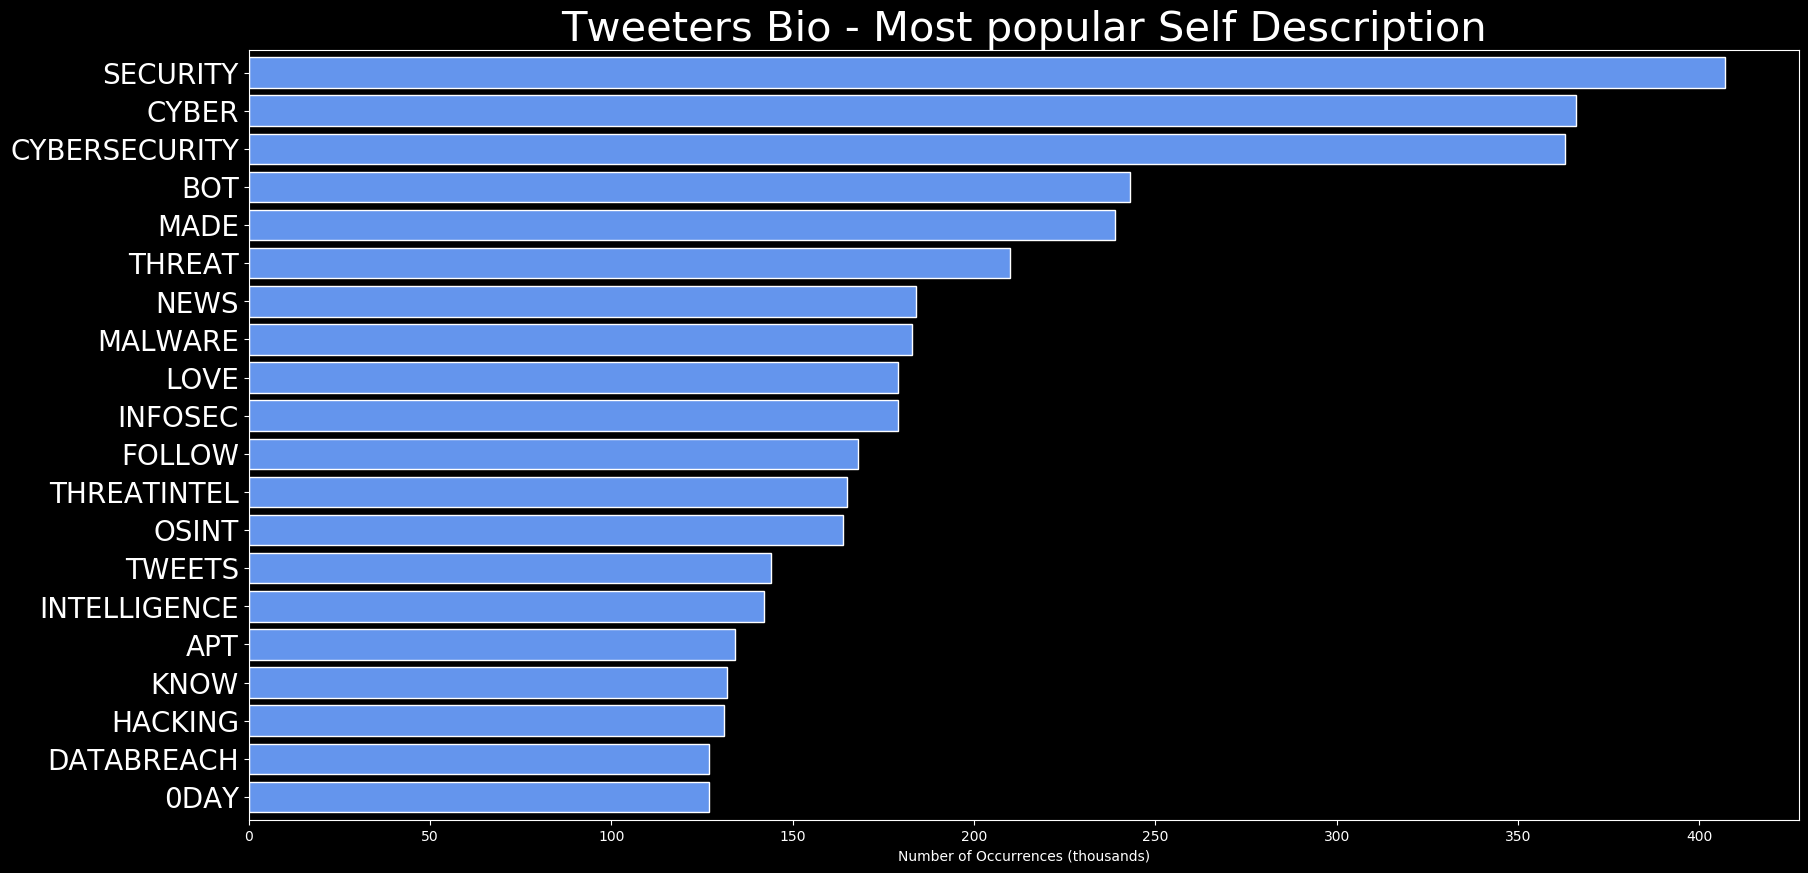 Tweeters Bio - Most popular Self Description
SECURITY
CYBER
CYBERSECURITY
BOT
MADE
THREAT
NEWS
MALWARE
LOVE
INFOSEC
FOLLOW
THREATINTEL
OSINT
TWEETS
INTELLIGENCE
APT
KNOW
HACKING
DATABREACH
0DAY
0 50 100 150 200 250 300 350 400
Number of Occurrences (thousands)